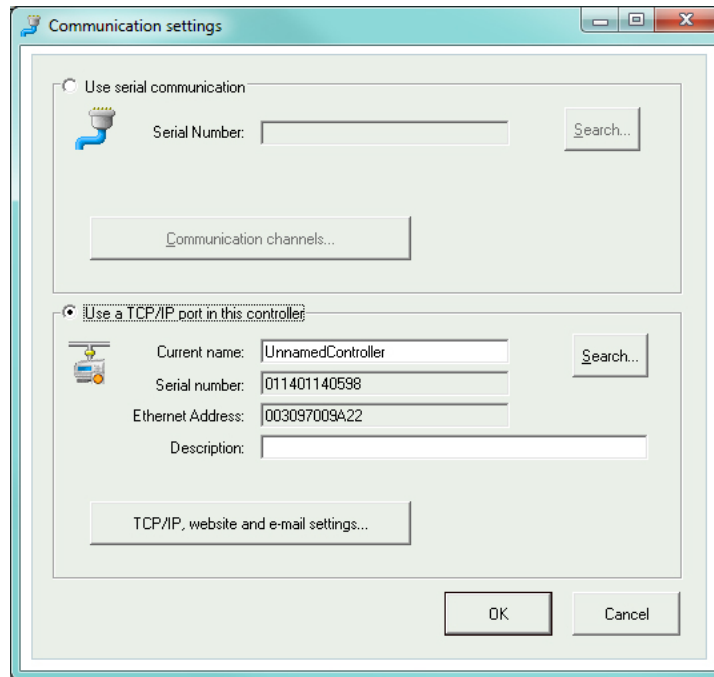 Communication settings
Use serial communication
Serial Number:
Search...
Communication channels...
Use a TCP/IP port in this controller
Current name: UnnamedController
Search...
Serial number: 011401140598
Ethernet Address: 003097009A22
Description:
TCP/IP, website and e-mail settings...
OK Cancel